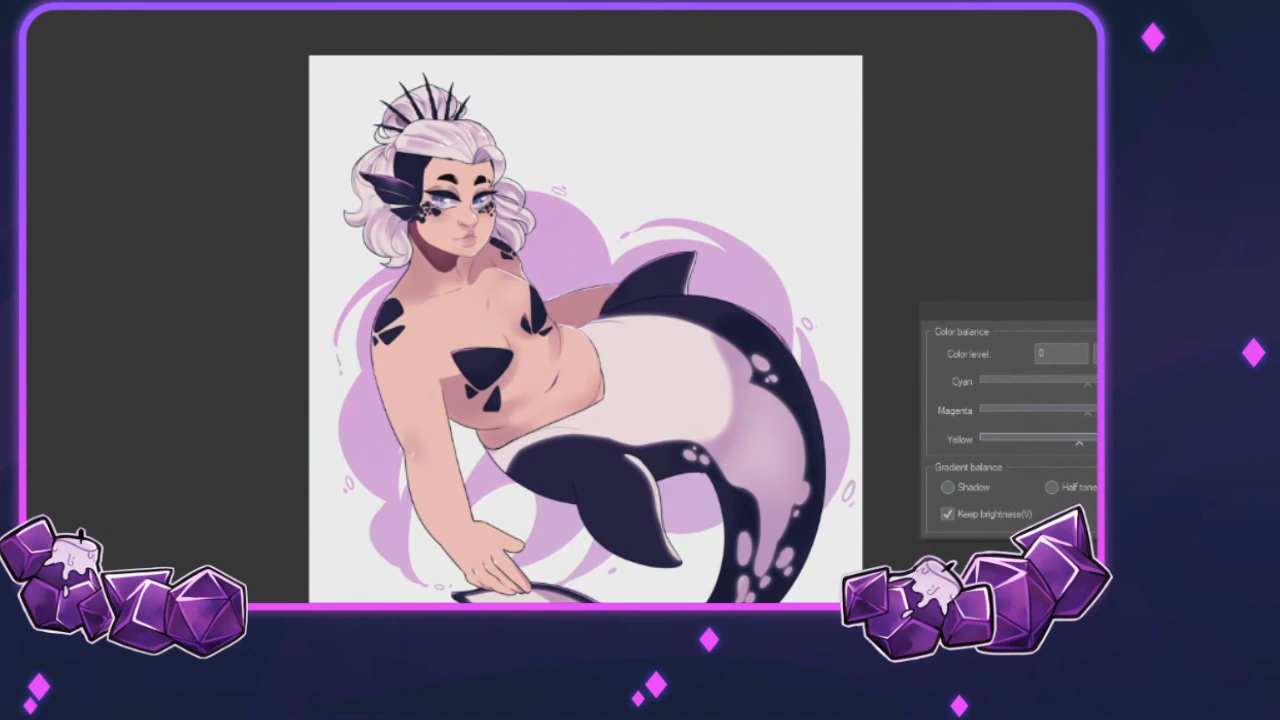 Color balance
Color level: 0
Cyan
Magenta
Yellow
Gradient balance
Shadow Half tone
Keep brightness(V)